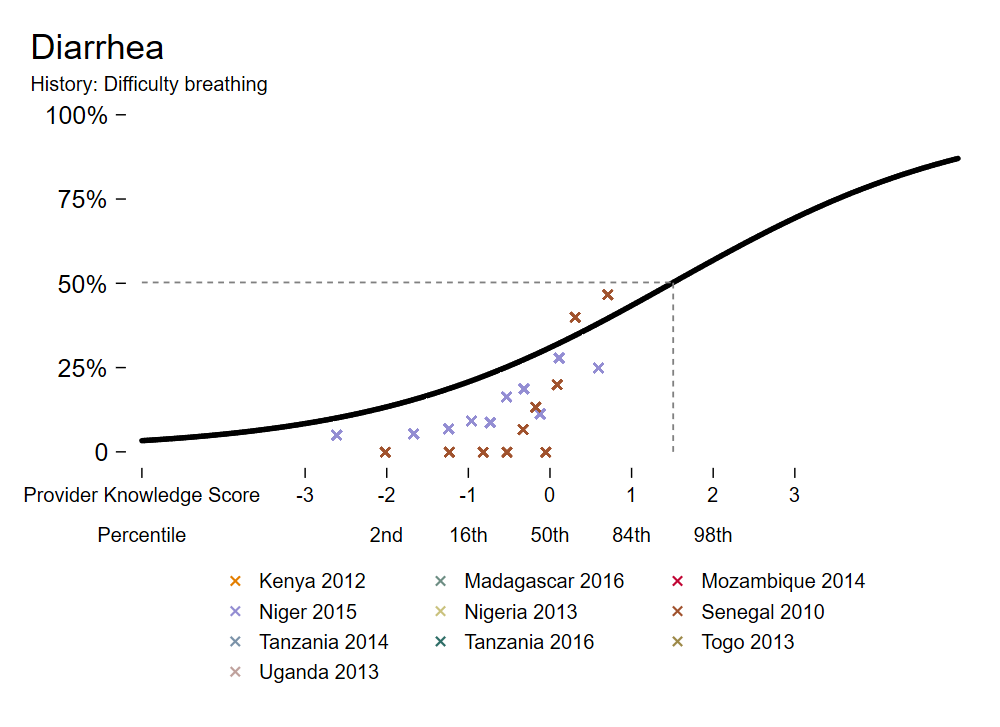 Diarrhea
History: Difficulty breathing
100%
75%
50%
25%
0
Provider Knowledge Score -3 -2 -1 0 1 2 3
Percentile 2nd 16th 50th 84th 98th
Kenya 2012 Madagascar 2016 Mozambique 2014
Niger 2015 Nigeria 2013 Senegal 2010
Tanzania 2014 Tanzania 2016 Togo 2013
Uganda 2013